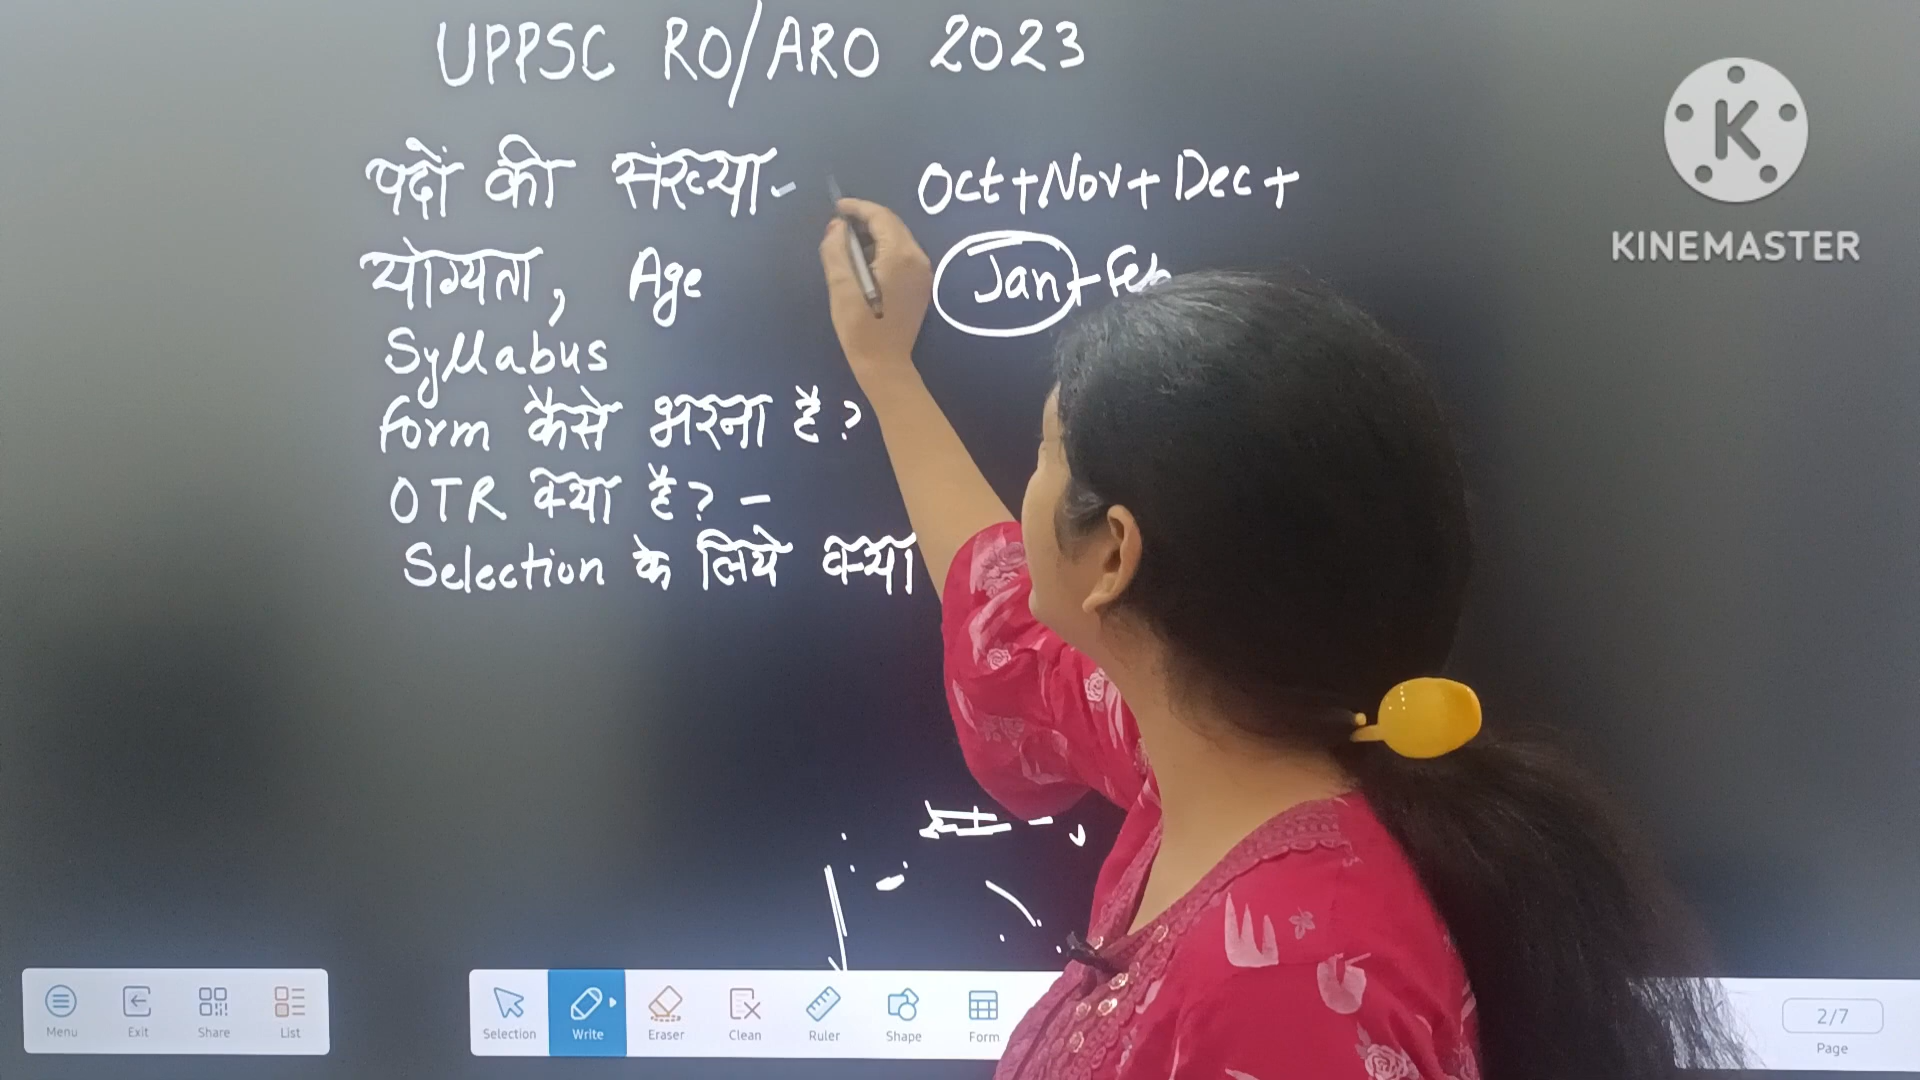 UPPSC RO/ARO 2023
पदों की संख्या-
Oct+Nov+Dec+
योग्यता, Age
Jan+Feb
Syllabus
form कैसे भरना है?
OTR क्या है? -
Selection के लिये क्या
K
KINEMASTER
Menu
Exit
Share
List
Selection
Write
Eraser
Clean
Ruler
Shape
Form
2/7
Page